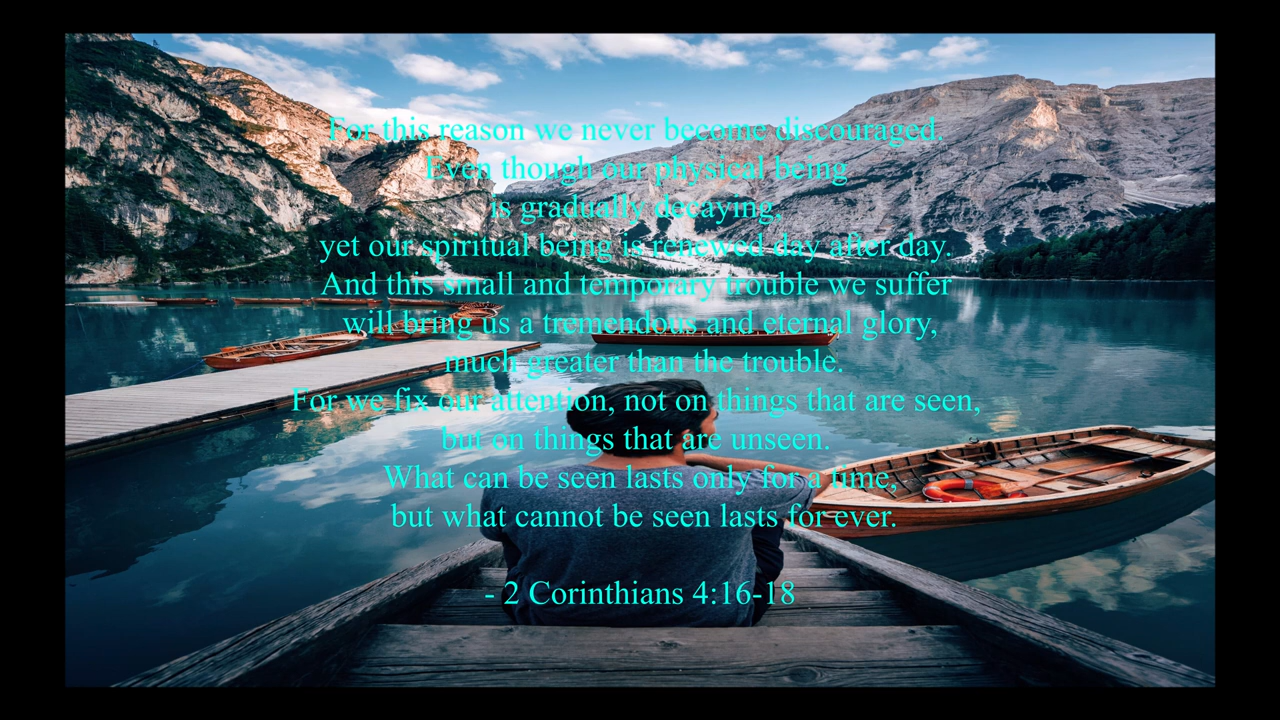 For this reason we never become discouraged.
Even though our physical being
is gradually decaying,
yet our spiritual being is renewed day after day.
And this small and temporary trouble we suffer
will bring us a tremendous and eternal glory,
much greater than the trouble.
For we fix our attention, not on things that are seen,
but on things that are unseen.
What can be seen lasts only for a time,
but what cannot be seen lasts for ever.
- 2 Corinthians 4:16-18